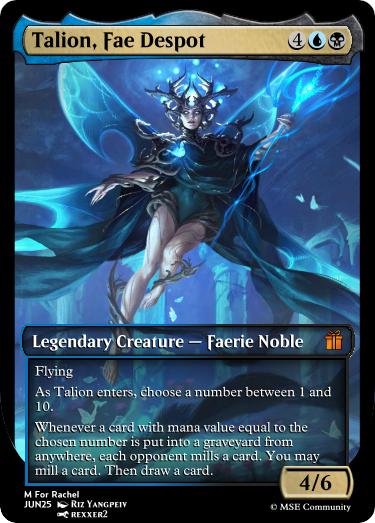 Talion, Fae Despot 4
Legendary Creature — Faerie Noble
Flying
As Talion enters, choose a number between 1 and
10.
Whenever a card with mana value equal to the
chosen number is put into a graveyard from
anywhere, each opponent mills a card. You may
mill a card. Then draw a card.
4/6
M For Rachel
JUN25 Riz Yangpeiv © MSE Community
rexxer2